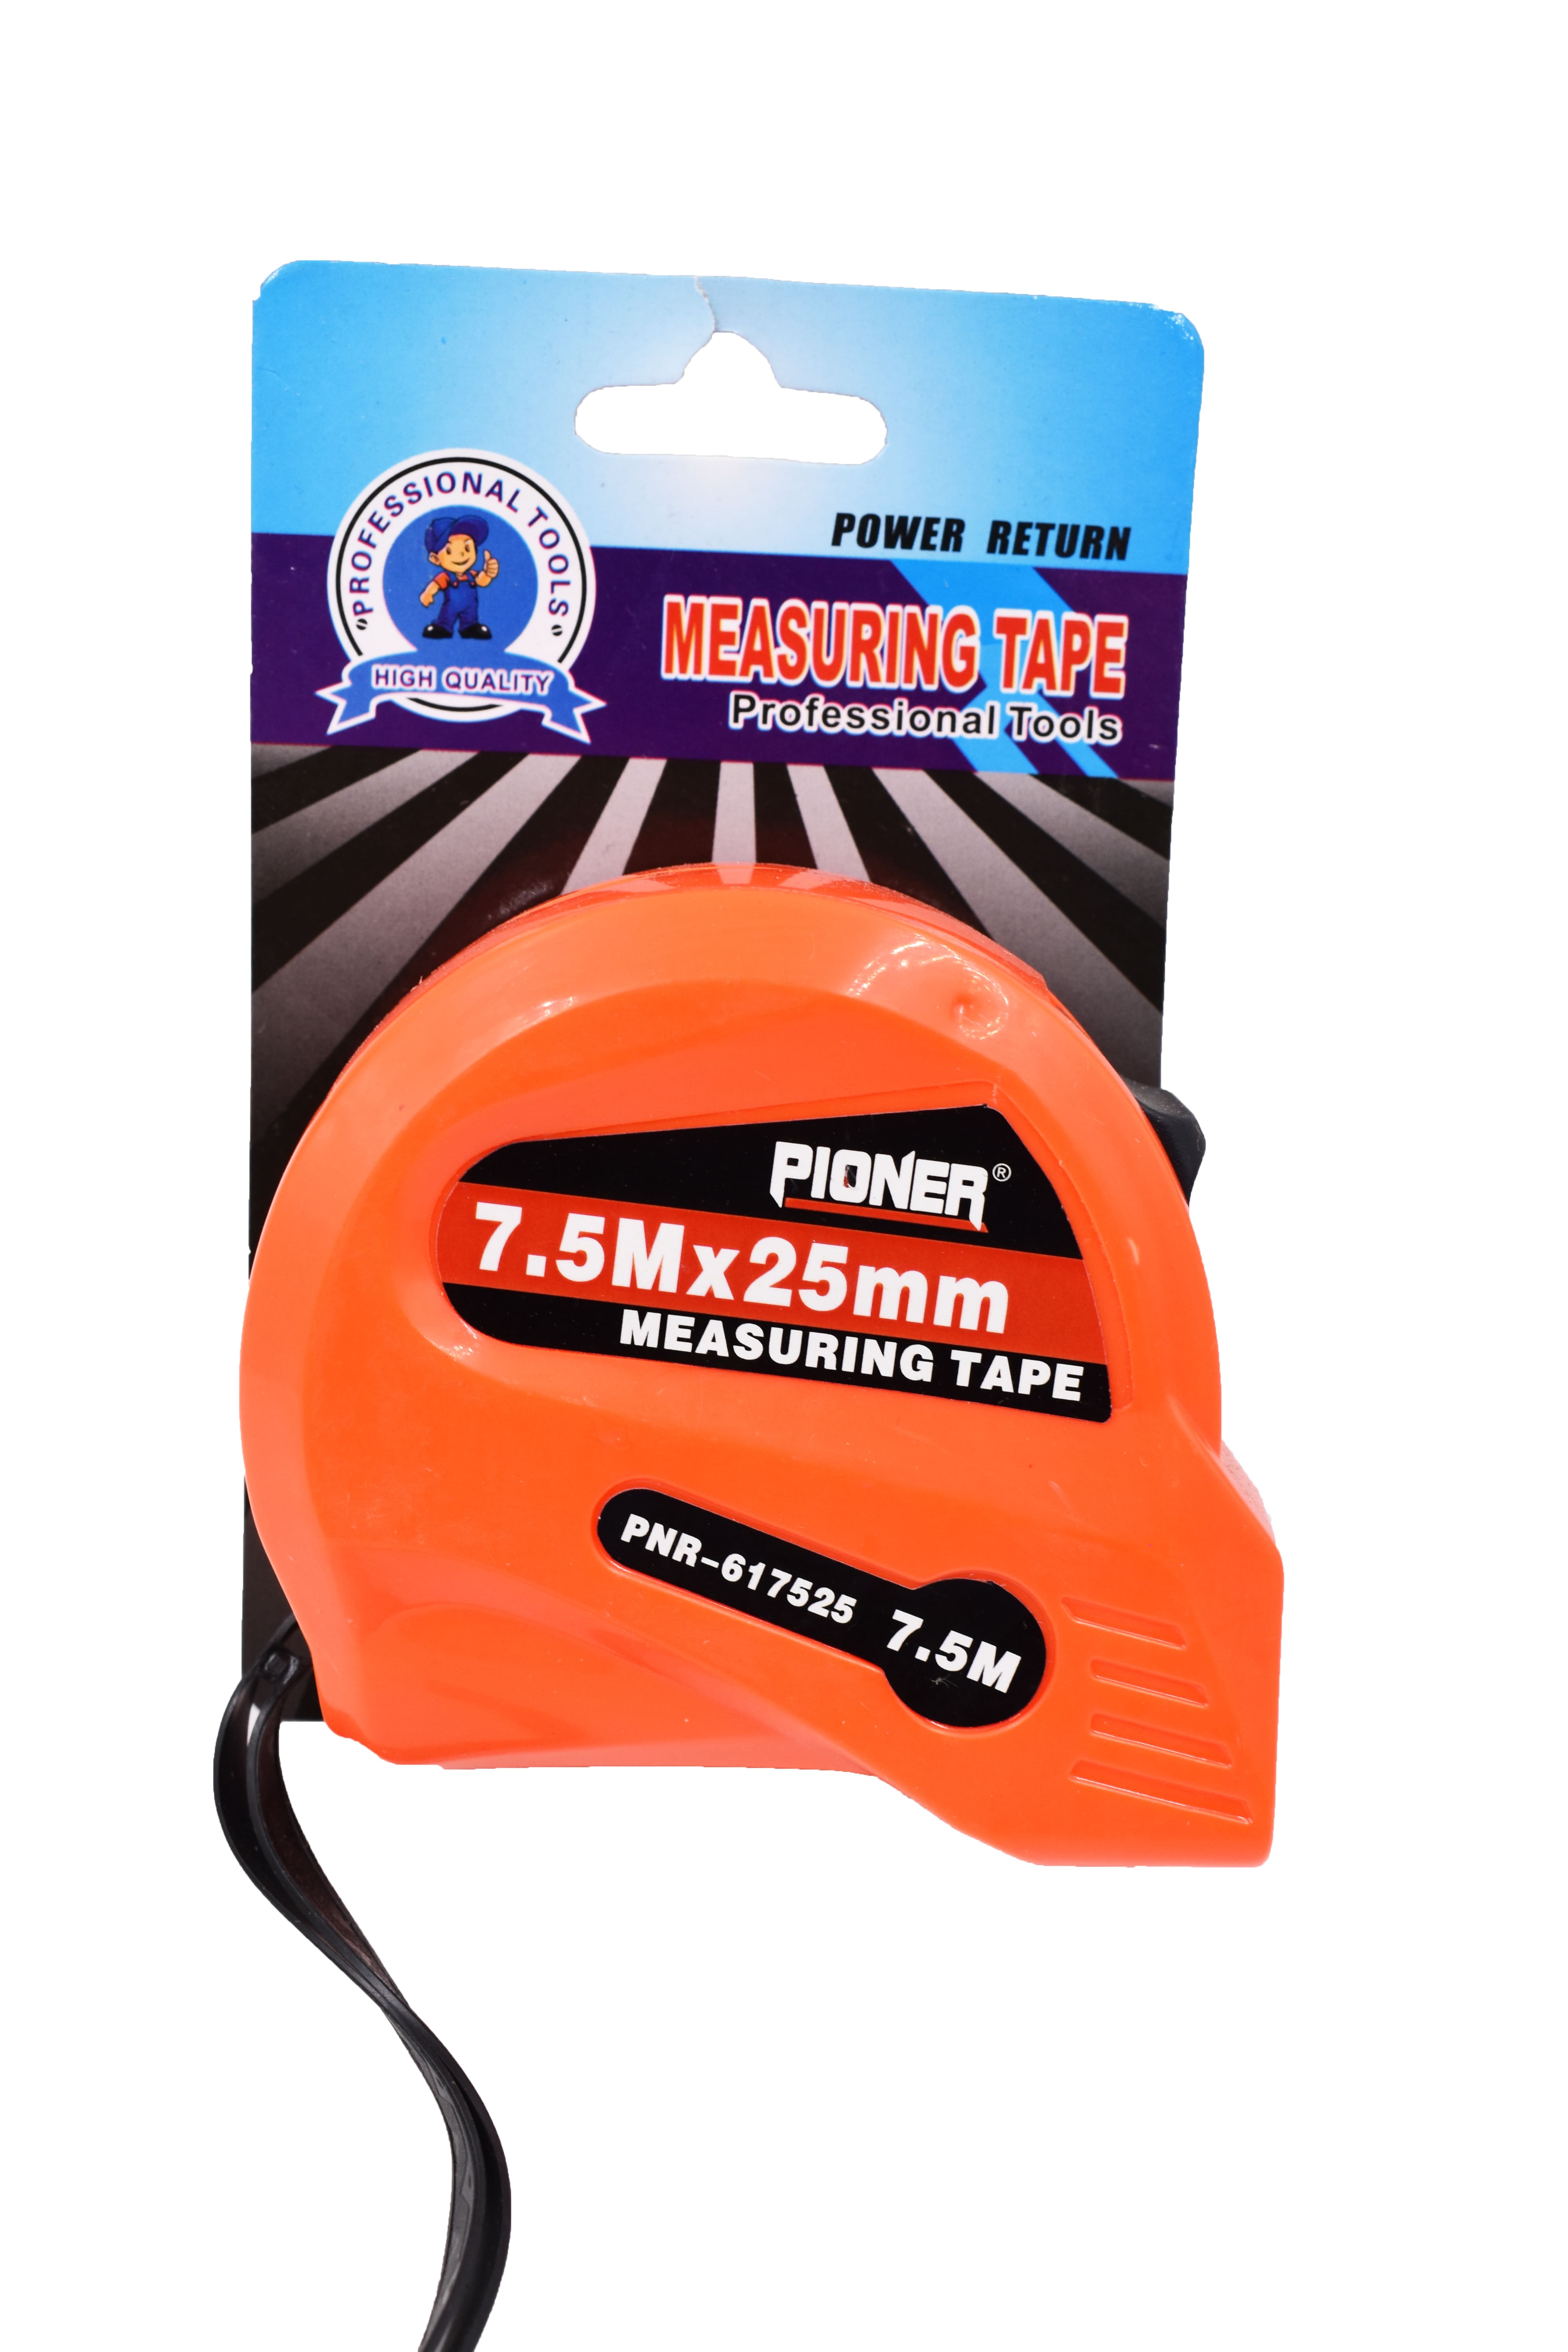 PROFESSIONAL TOOLS
HIGH QUALITY
POWER RETURN
MEASURING TAPE
Professional Tools
PIONER®
7.5Mx25mm
MEASURING TAPE
PNR-617525 7.5M